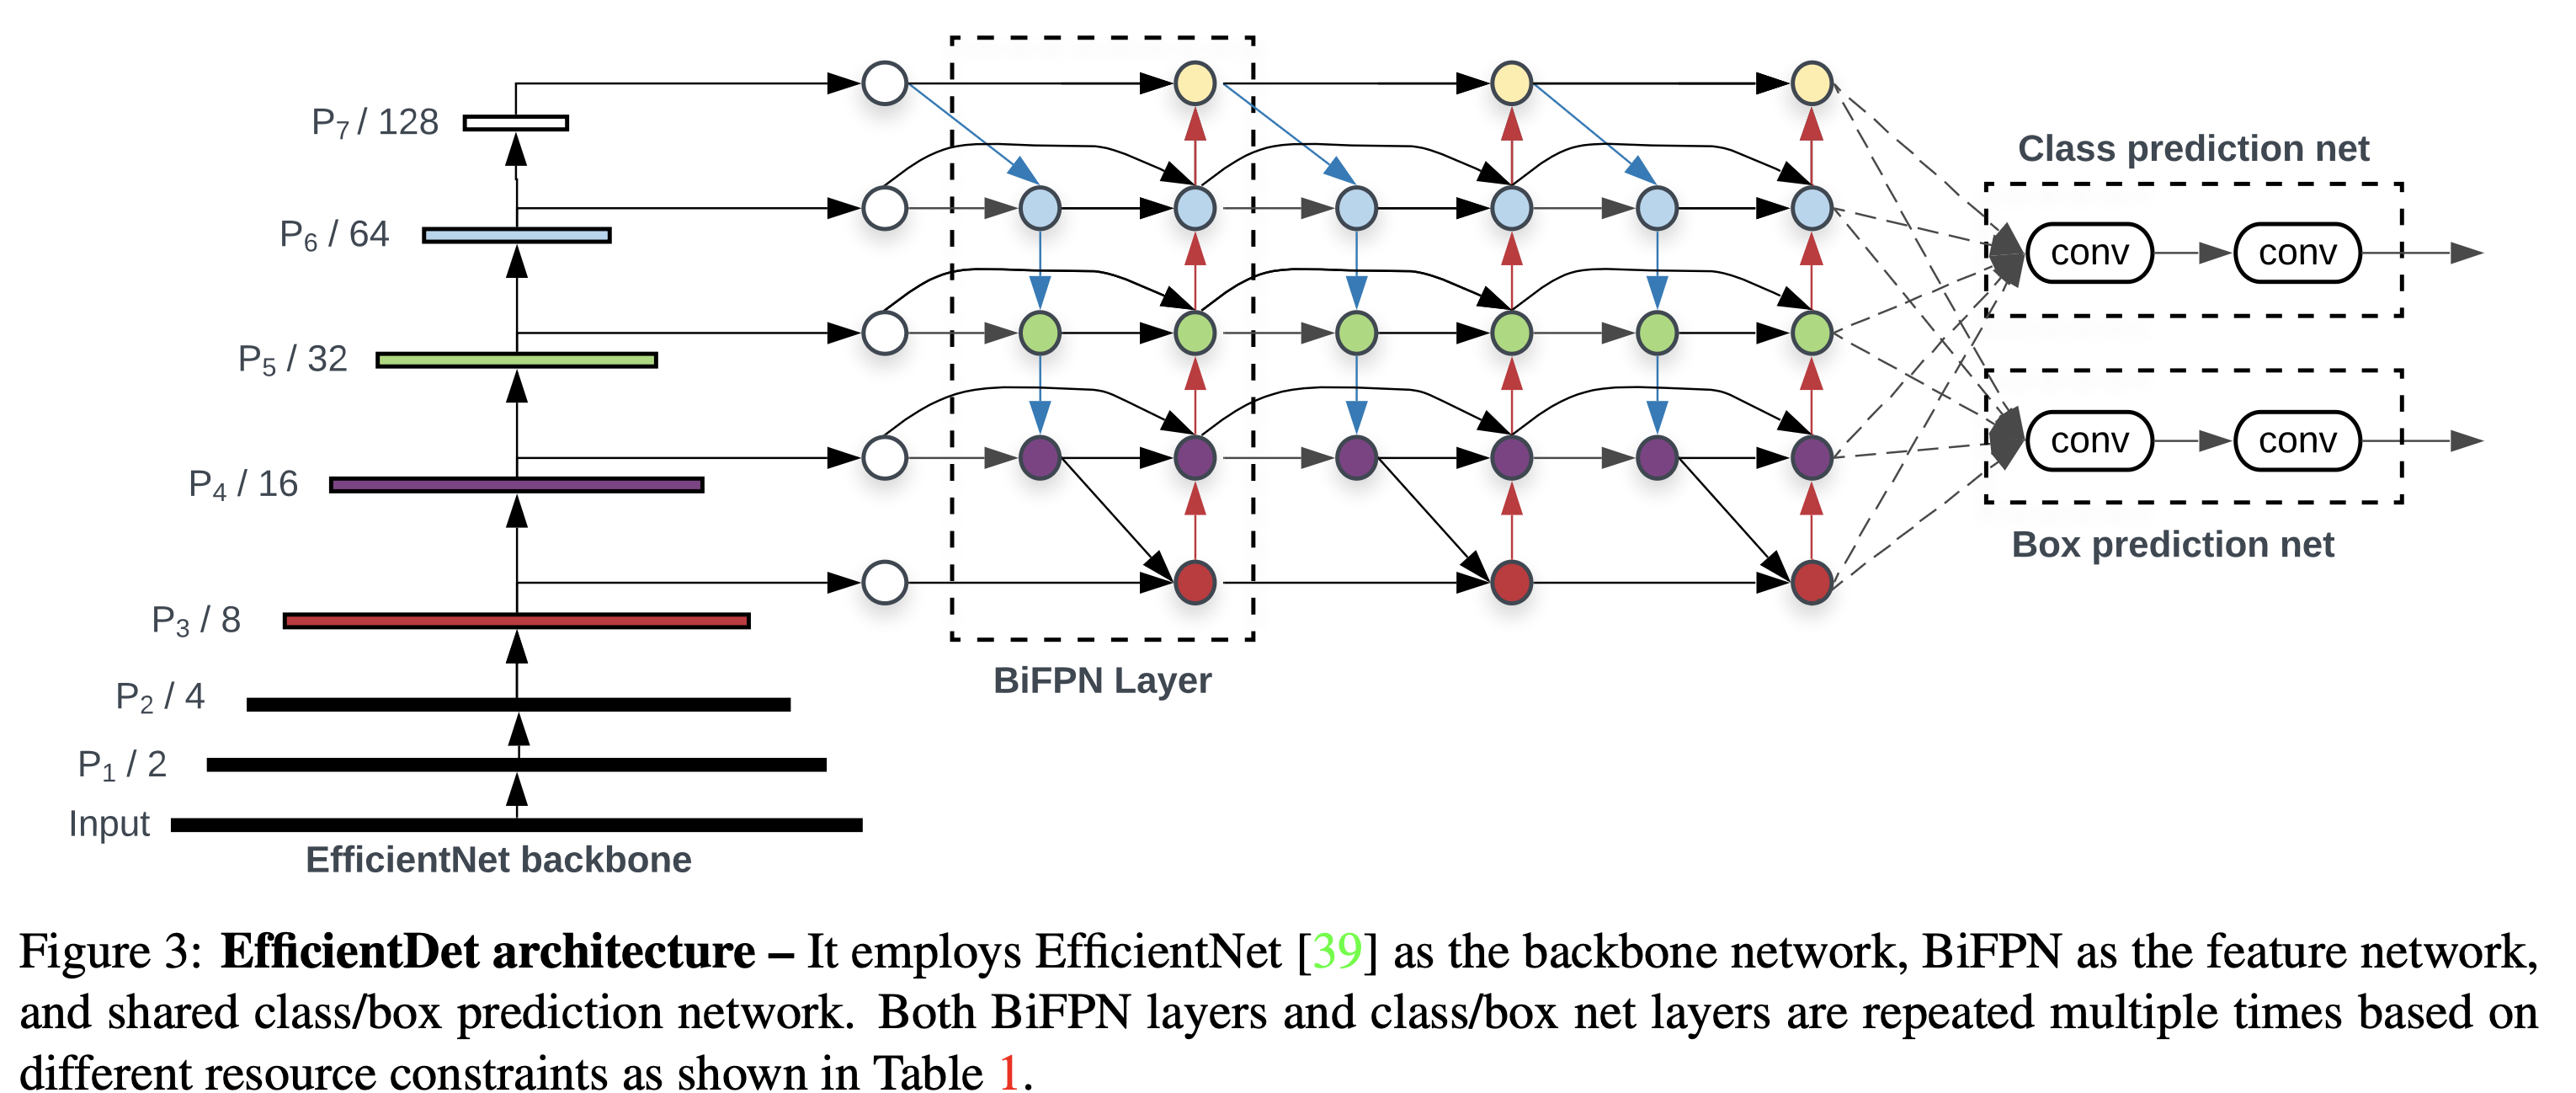 P7 / 128
P6 / 64
P5 / 32
P4 / 16
P3 / 8
P2 / 4
P1 / 2
Input
EfficientNet backbone
BiFPN Layer
Class prediction net
conv conv
conv conv
Box prediction net
Figure 3: EfficientDet architecture – It employs EfficientNet [39] as the backbone network, BiFPN as the feature network,
and shared class/box prediction network. Both BiFPN layers and class/box net layers are repeated multiple times based on
different resource constraints as shown in Table 1.